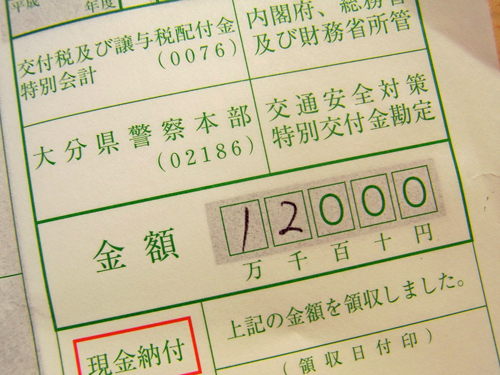 平成
年度
交付税及び譲与税配付金
特別会計
(0076)
内閣府、総務省
及び財務省所管
大分県警察本部
(02186)
交通安全対策
特別交付金勘定
金額
12000
万千百十円
現金納付
上記の金額を領収しました。
(領収日付印)